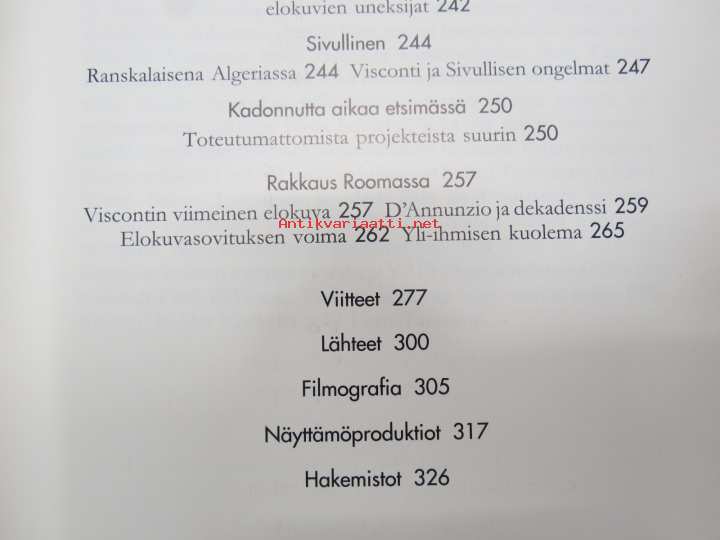 elokuvien uneksijat 242
Sivullinen 244
Ranskalaisena Algeriassa 244 Visconti ja Sivullisen ongelmat 247
Kadonnutta aikaa etsimässä 250
Toteutumattomista projekteista suurin 250
Rakkaus Roomassa 257
Viscontin viimeinen elokuva 257 D'Annunzio ja dekadenssi 259
Antikvariaatti.net
Elokuvasovituksen voima 262 Yli-ihmisen kuolema 265
Viitteet 277
Lähteet 300
Filmografia 305
Näyttämöproduktiot 317
Hakemistot 326